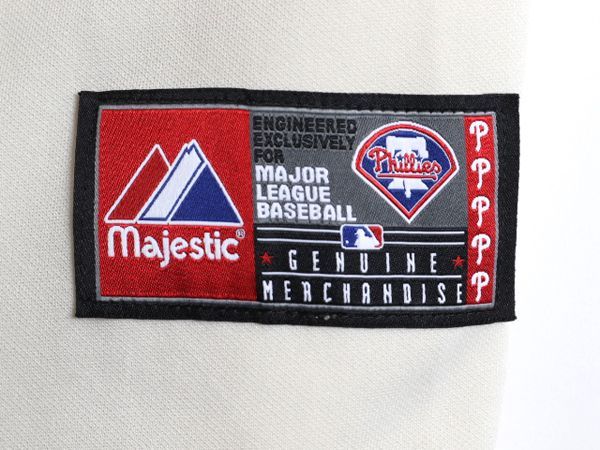 Majestic®
ENGINEERED
EXCLUSIVELY
FOR
MAJOR
LEAGUE
BASEBALL
Phillies
GENUINE
MERCHANDISE
P
P
P
P
P